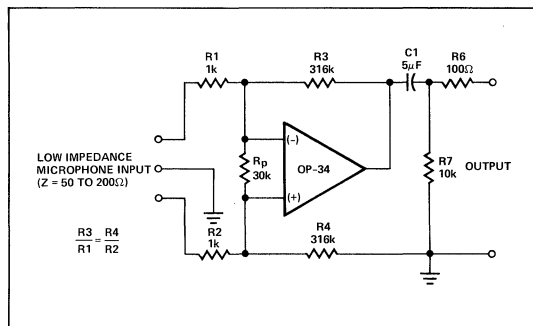 R1
1k
R3
316k
C1
5μF
R6
100Ω
LOW IMPEDANCE
MICROPHONE INPUT
(Z = 50 TO 200Ω)
Rp
30k
(-)
OP-34
(+)
R7
10k
OUTPUT
R3/R1 = R4/R2
R2
1k
R4
316k